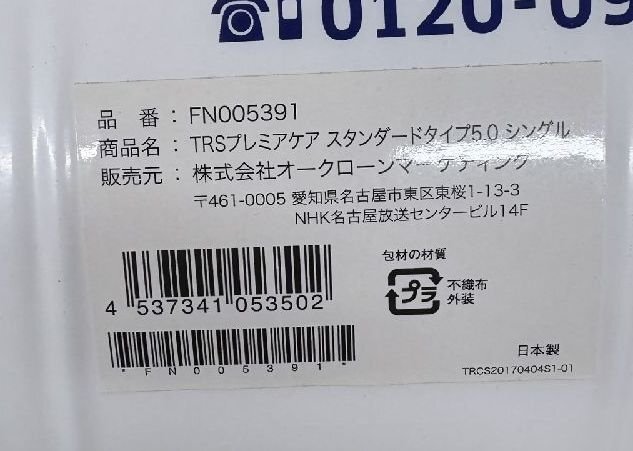 0120-09
品 番 : FN005391
商品名 : TRSプレミアケア スタンダードタイプ5.0 シングル
販売元 : 株式会社オークローンマーケティング
〒461-0005 愛知県名古屋市東区東桜1-13-3
NHK名古屋放送センタービル14F
包材の材質
プラ
不織布
外装
4 537341 053502
*FN005391*
日本製
TRCS20170404S1-01